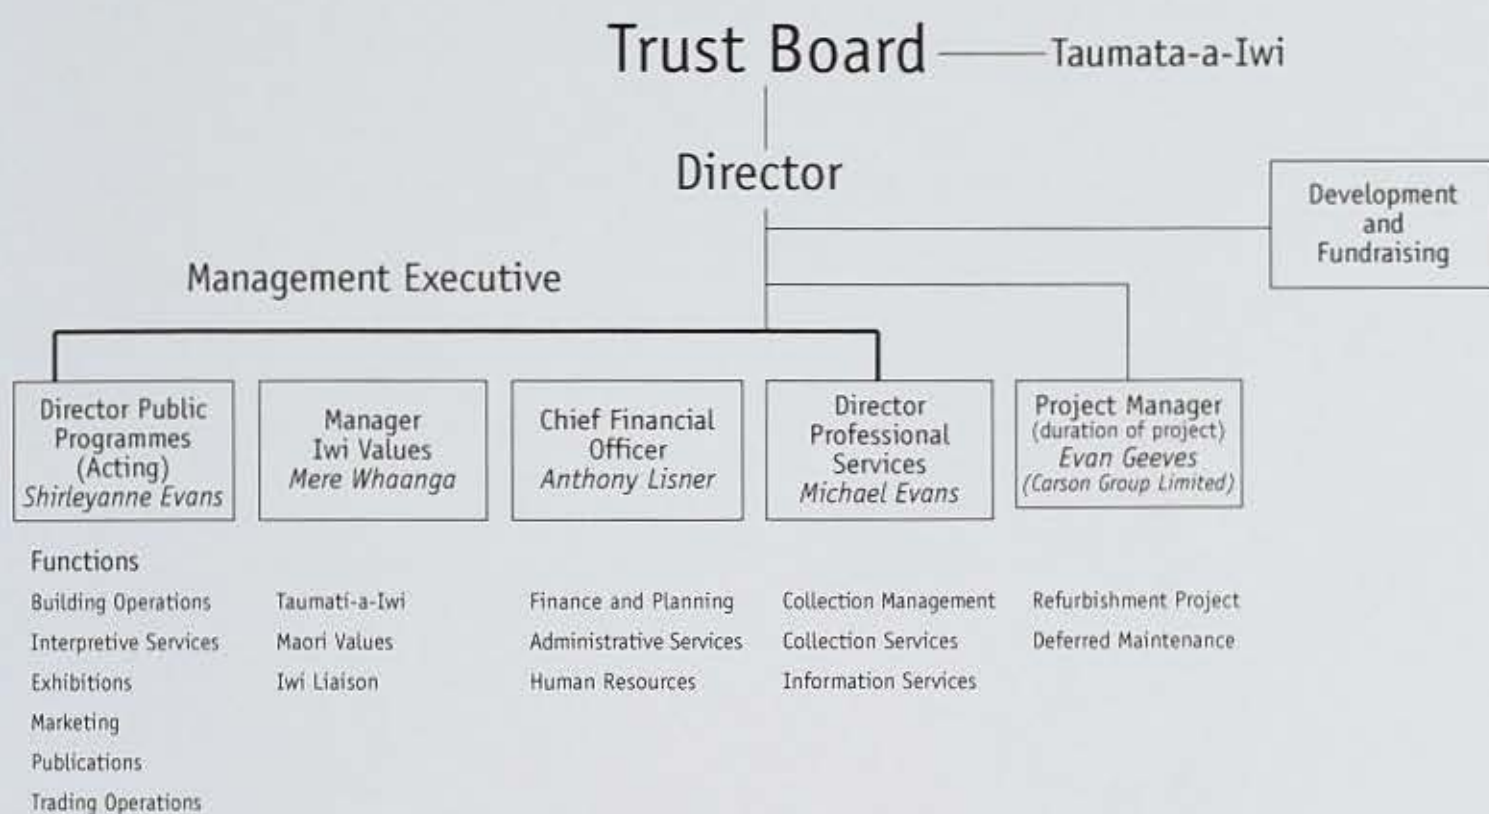 Trust Board
Taumata-a-Iwi
Director
Development
and
Fundraising
Management Executive
Director Public
Programmes
(Acting)
Shirleyanne Evans
Manager
Iwi Values
Mere Whaanga
Chief Financial
Officer
Anthony Lisner
Director
Professional
Services
Michael Evans
Project Manager
(duration of project)
Evan Geeves
(Carson Group Limited)
Functions
Building Operations
Interpretive Services
Exhibitions
Marketing
Publications
Trading Operations
Taumati-a-Iwi
Maori Values
Iwi Liaison
Finance and Planning
Administrative Services
Human Resources
Collection Management
Collection Services
Information Services
Refurbishment Project
Deferred Maintenance